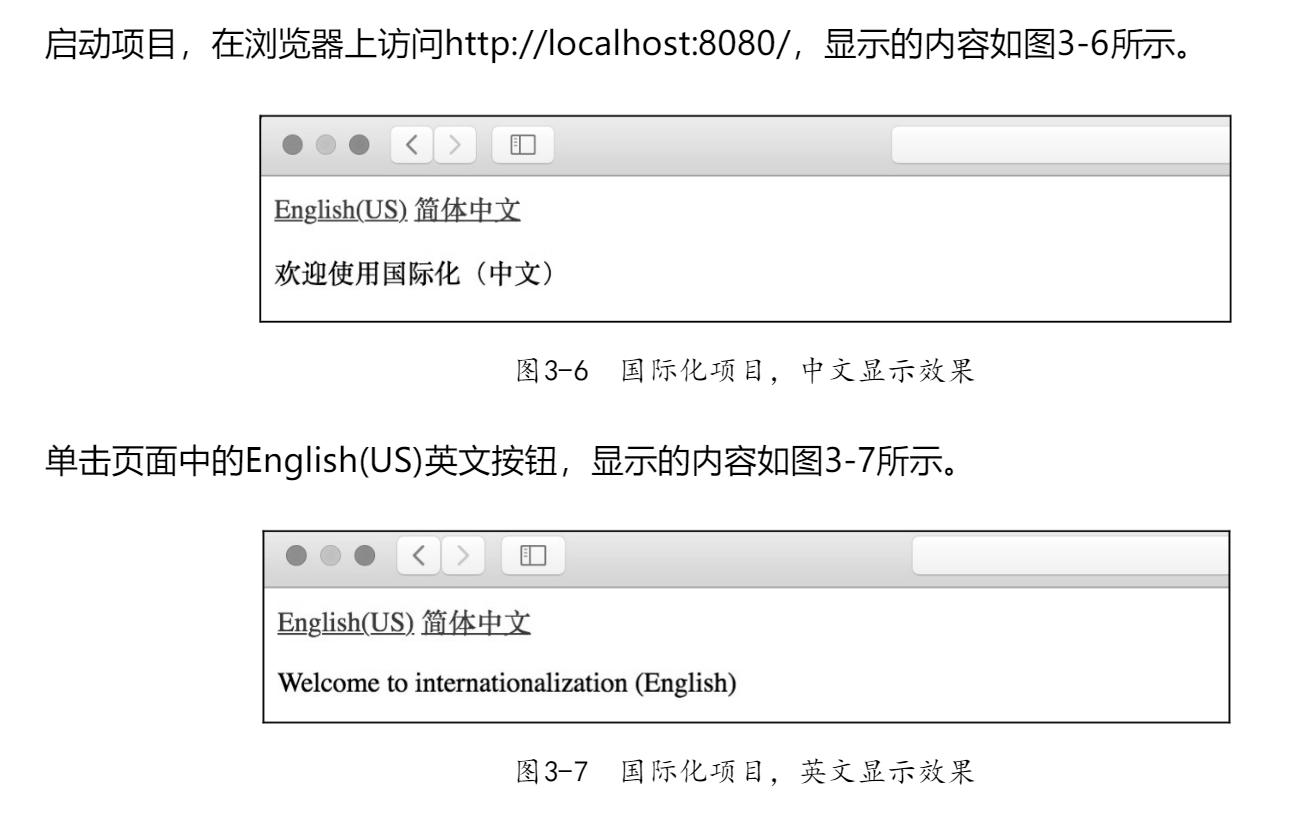 启动项目，在浏览器上访问http://localhost:8080/，显示的内容如图3-6所示。
English(US) 简体中文
欢迎使用国际化（中文）
图3-6 国际化项目，中文显示效果
单击页面中的English(US)英文按钮，显示的内容如图3-7所示。
English(US) 简体中文
Welcome to internationalization (English)
图3-7 国际化项目，英文显示效果